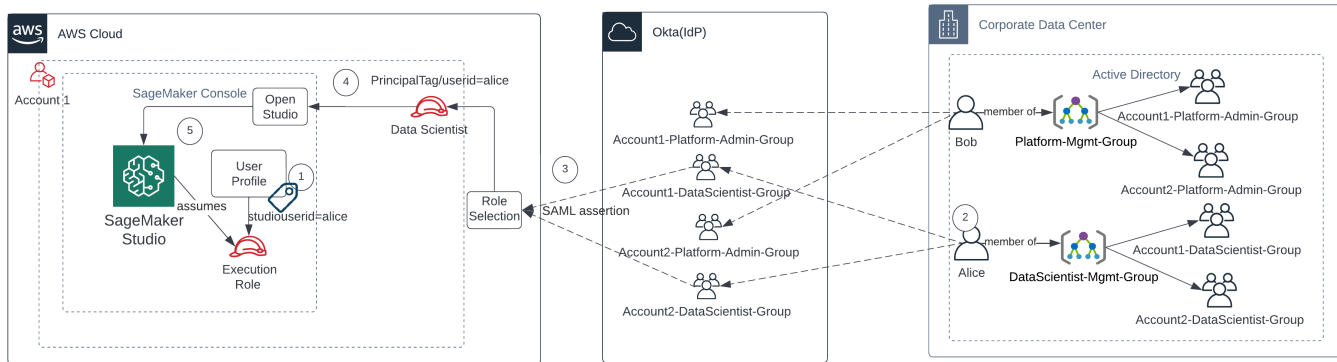 aws
AWS Cloud
Account 1
SageMaker Console
Open
Studio
4
PrincipalTag/userid=alice
Data Scientist
5
User
Profile
1
studiouserid=alice
SageMaker
Studio
assumes
Execution
Role
Role
Selection
3
SAML assertion
Okta(IdP)
Account1-Platform-Admin-Group
Account1-DataScientist-Group
Account2-Platform-Admin-Group
Account2-DataScientist-Group
Corporate Data Center
Active Directory
Bob
member of
Platform-Mgmt-Group
Account1-Platform-Admin-Group
Account2-Platform-Admin-Group
2
Alice
member of
DataScientist-Mgmt-Group
Account1-DataScientist-Group
Account2-DataScientist-Group